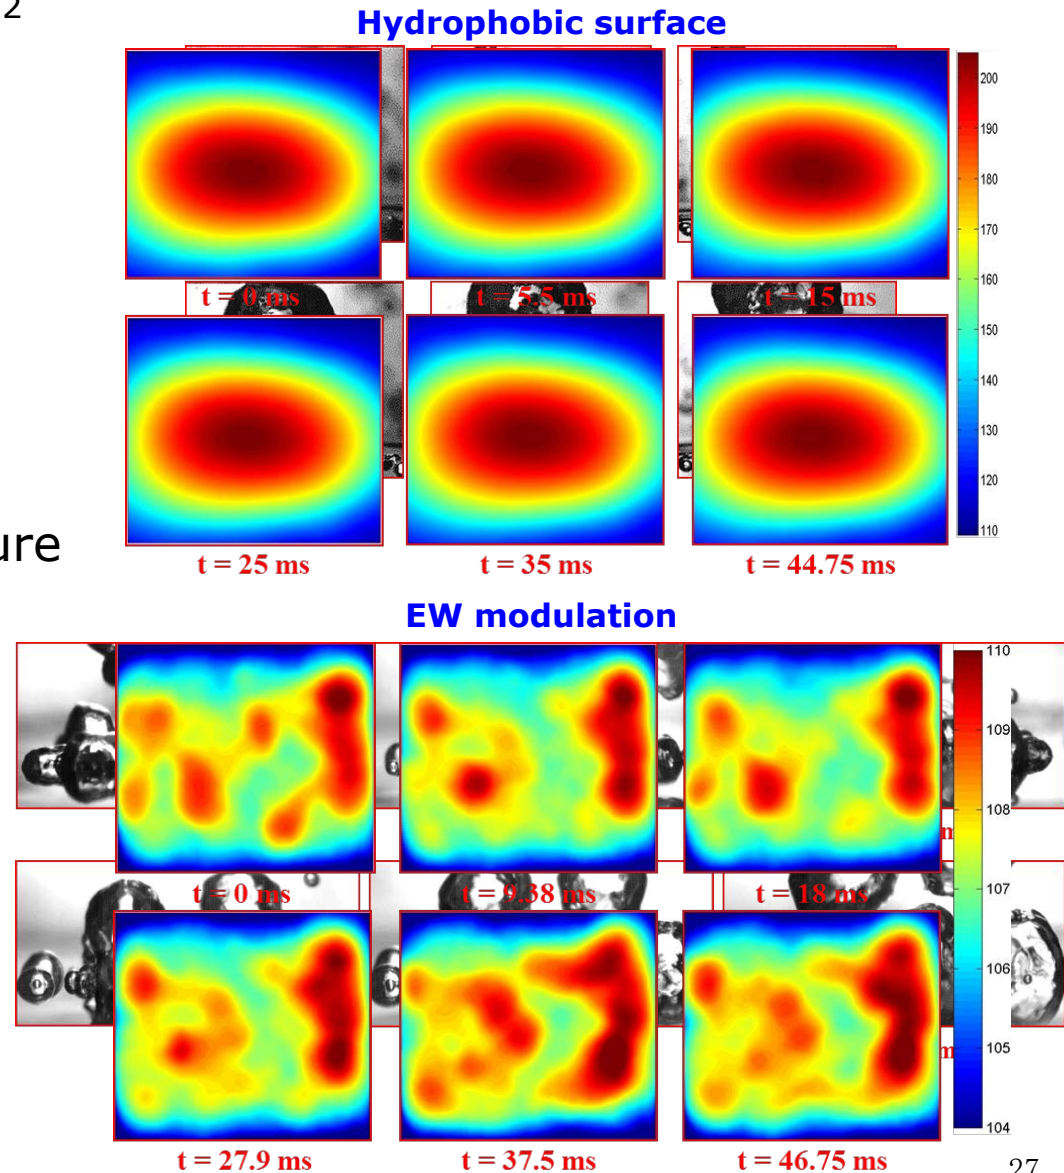 2
Hydrophobic surface
200
190
180
170
160
150
140
130
120
110
t = 0 ms t = 5.5 ms t = 15 ms
ure
t = 25 ms t = 35 ms t = 44.75 ms
EW modulation
110
109
108
107
106
105
104
t = 0 ms t = 9.38 ms t = 18 ms
t = 27.9 ms t = 37.5 ms t = 46.75 ms
27